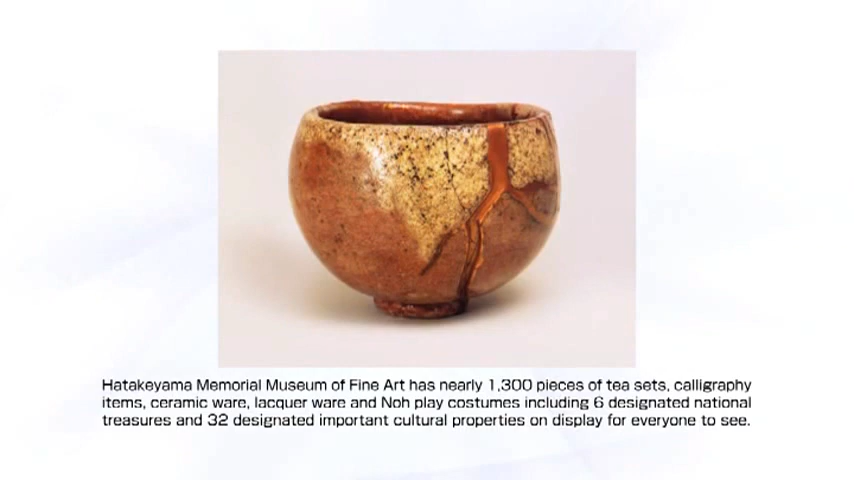 Hatakeyama Memorial Museum of Fine Art has nearly 1,300 pieces of tea sets, calligraphy
items, ceramic ware, lacquer ware and Noh play costumes including 6 designated national
treasures and 32 designated important cultural properties on display for everyone to see.